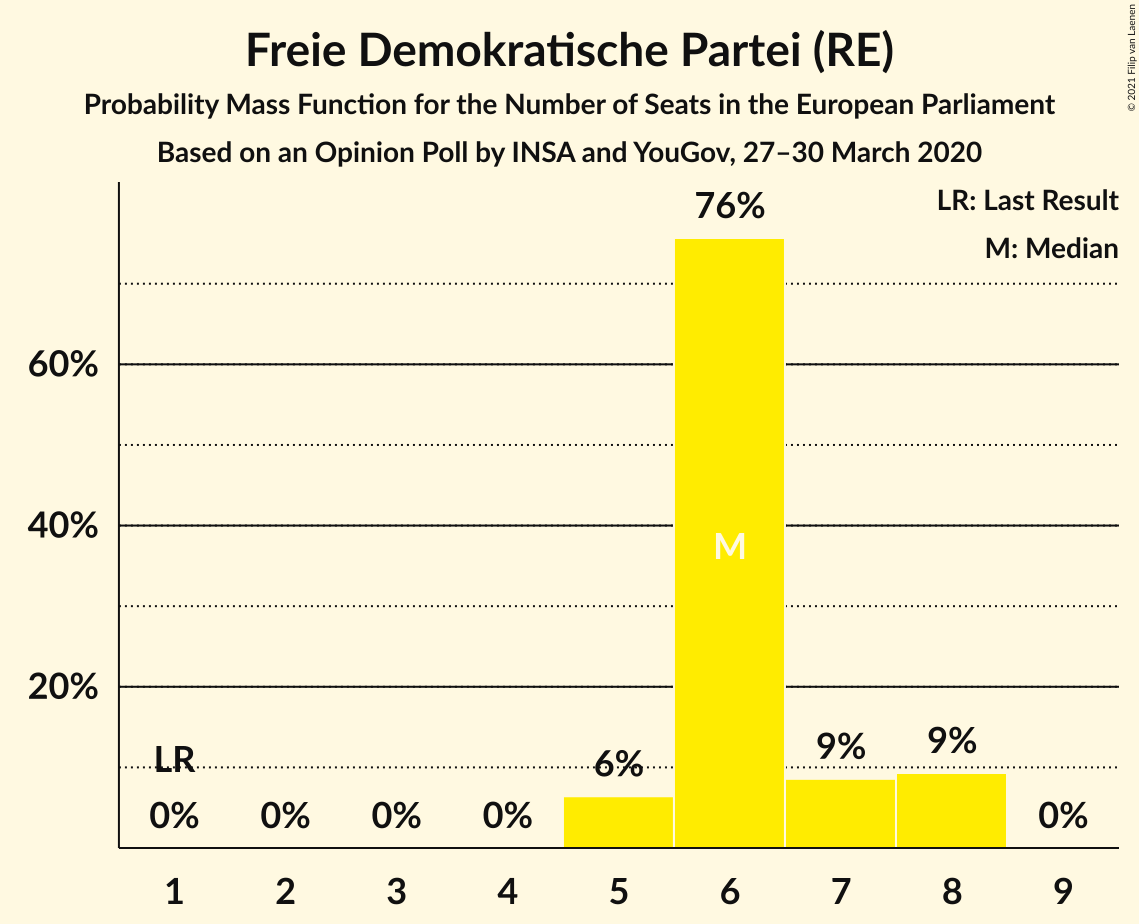 Freie Demokratische Partei (RE)
Probability Mass Function for the Number of Seats in the European Parliament
Based on an Opinion Poll by INSA and YouGov, 27–30 March 2020
© 2021 Filip van Laenen
LR: Last Result
M: Median
76%
60%
40%
M
20%
LR
0%
0%
0%
0%
6%
9%
9%
0%
1 2 3 4 5 6 7 8 9